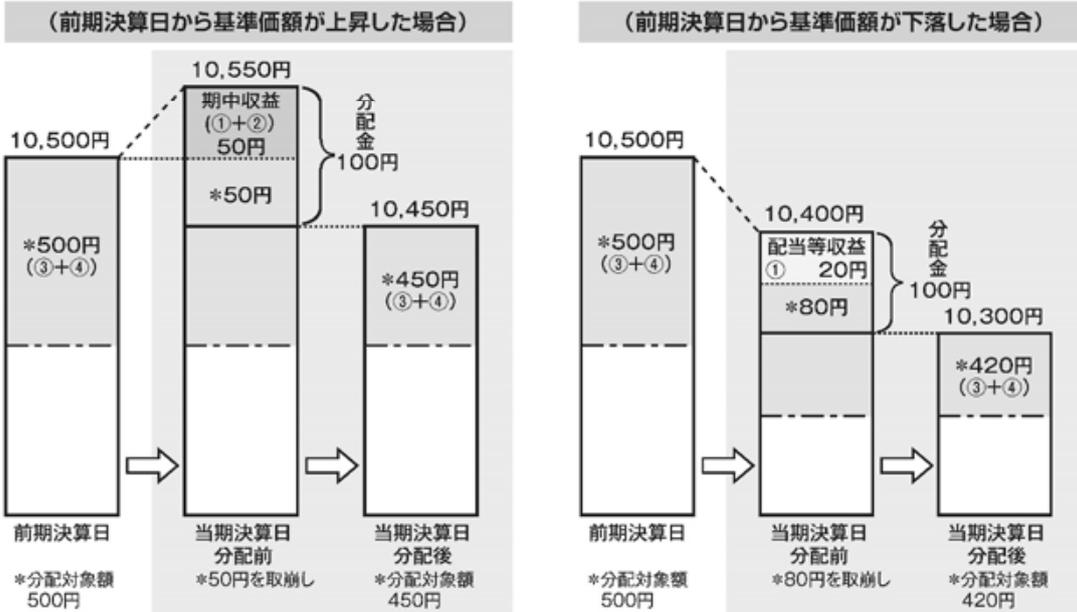 (前期決算日から基準価額が上昇した場合)
10,550円
期中収益
(①+②)
50円
分配金
100円
10,500円
*50円
10,450円
*500円
(③+④)
*450円
(③+④)
前期決算日
当期決算日
分配前
当期決算日
分配後
*分配対象額
500円
*50円を取崩し
*分配対象額
450円
(前期決算日から基準価額が下落した場合)
10,500円
10,400円
配当等収益
① 20円
分配金
100円
*500円
(③+④)
*80円
10,300円
*420円
(③+④)
前期決算日
当期決算日
分配前
当期決算日
分配後
*分配対象額
500円
*80円を取崩し
*分配対象額
420円